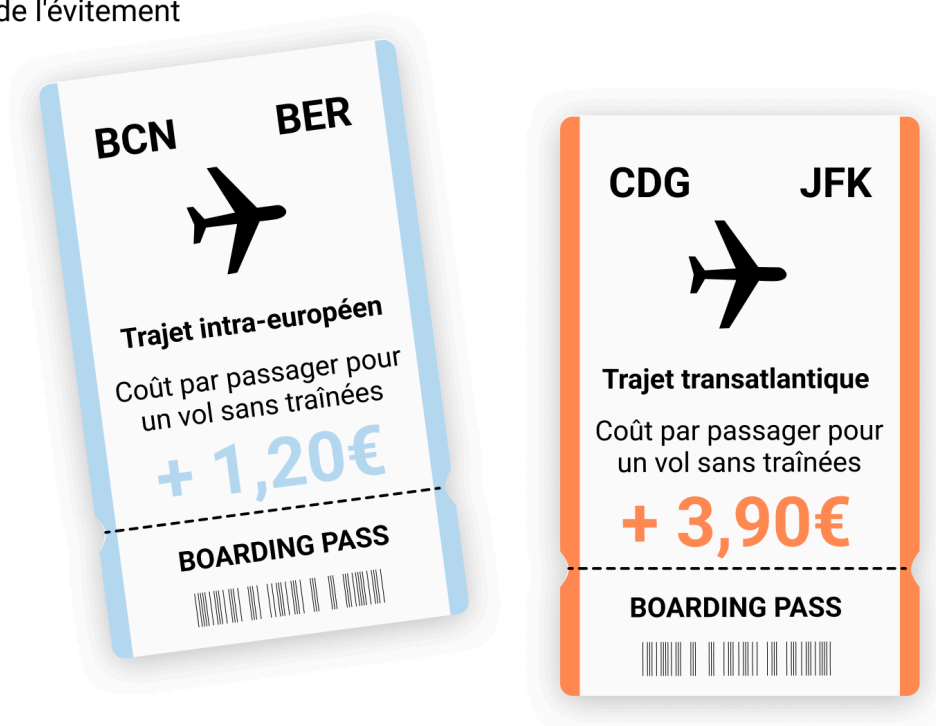 de l'évitement
BCN BER
Trajet intra-européen
Coût par passager pour
un vol sans traînées
+ 1,20€
BOARDING PASS
CDG JFK
Trajet transatlantique
Coût par passager pour
un vol sans traînées
+ 3,90€
BOARDING PASS